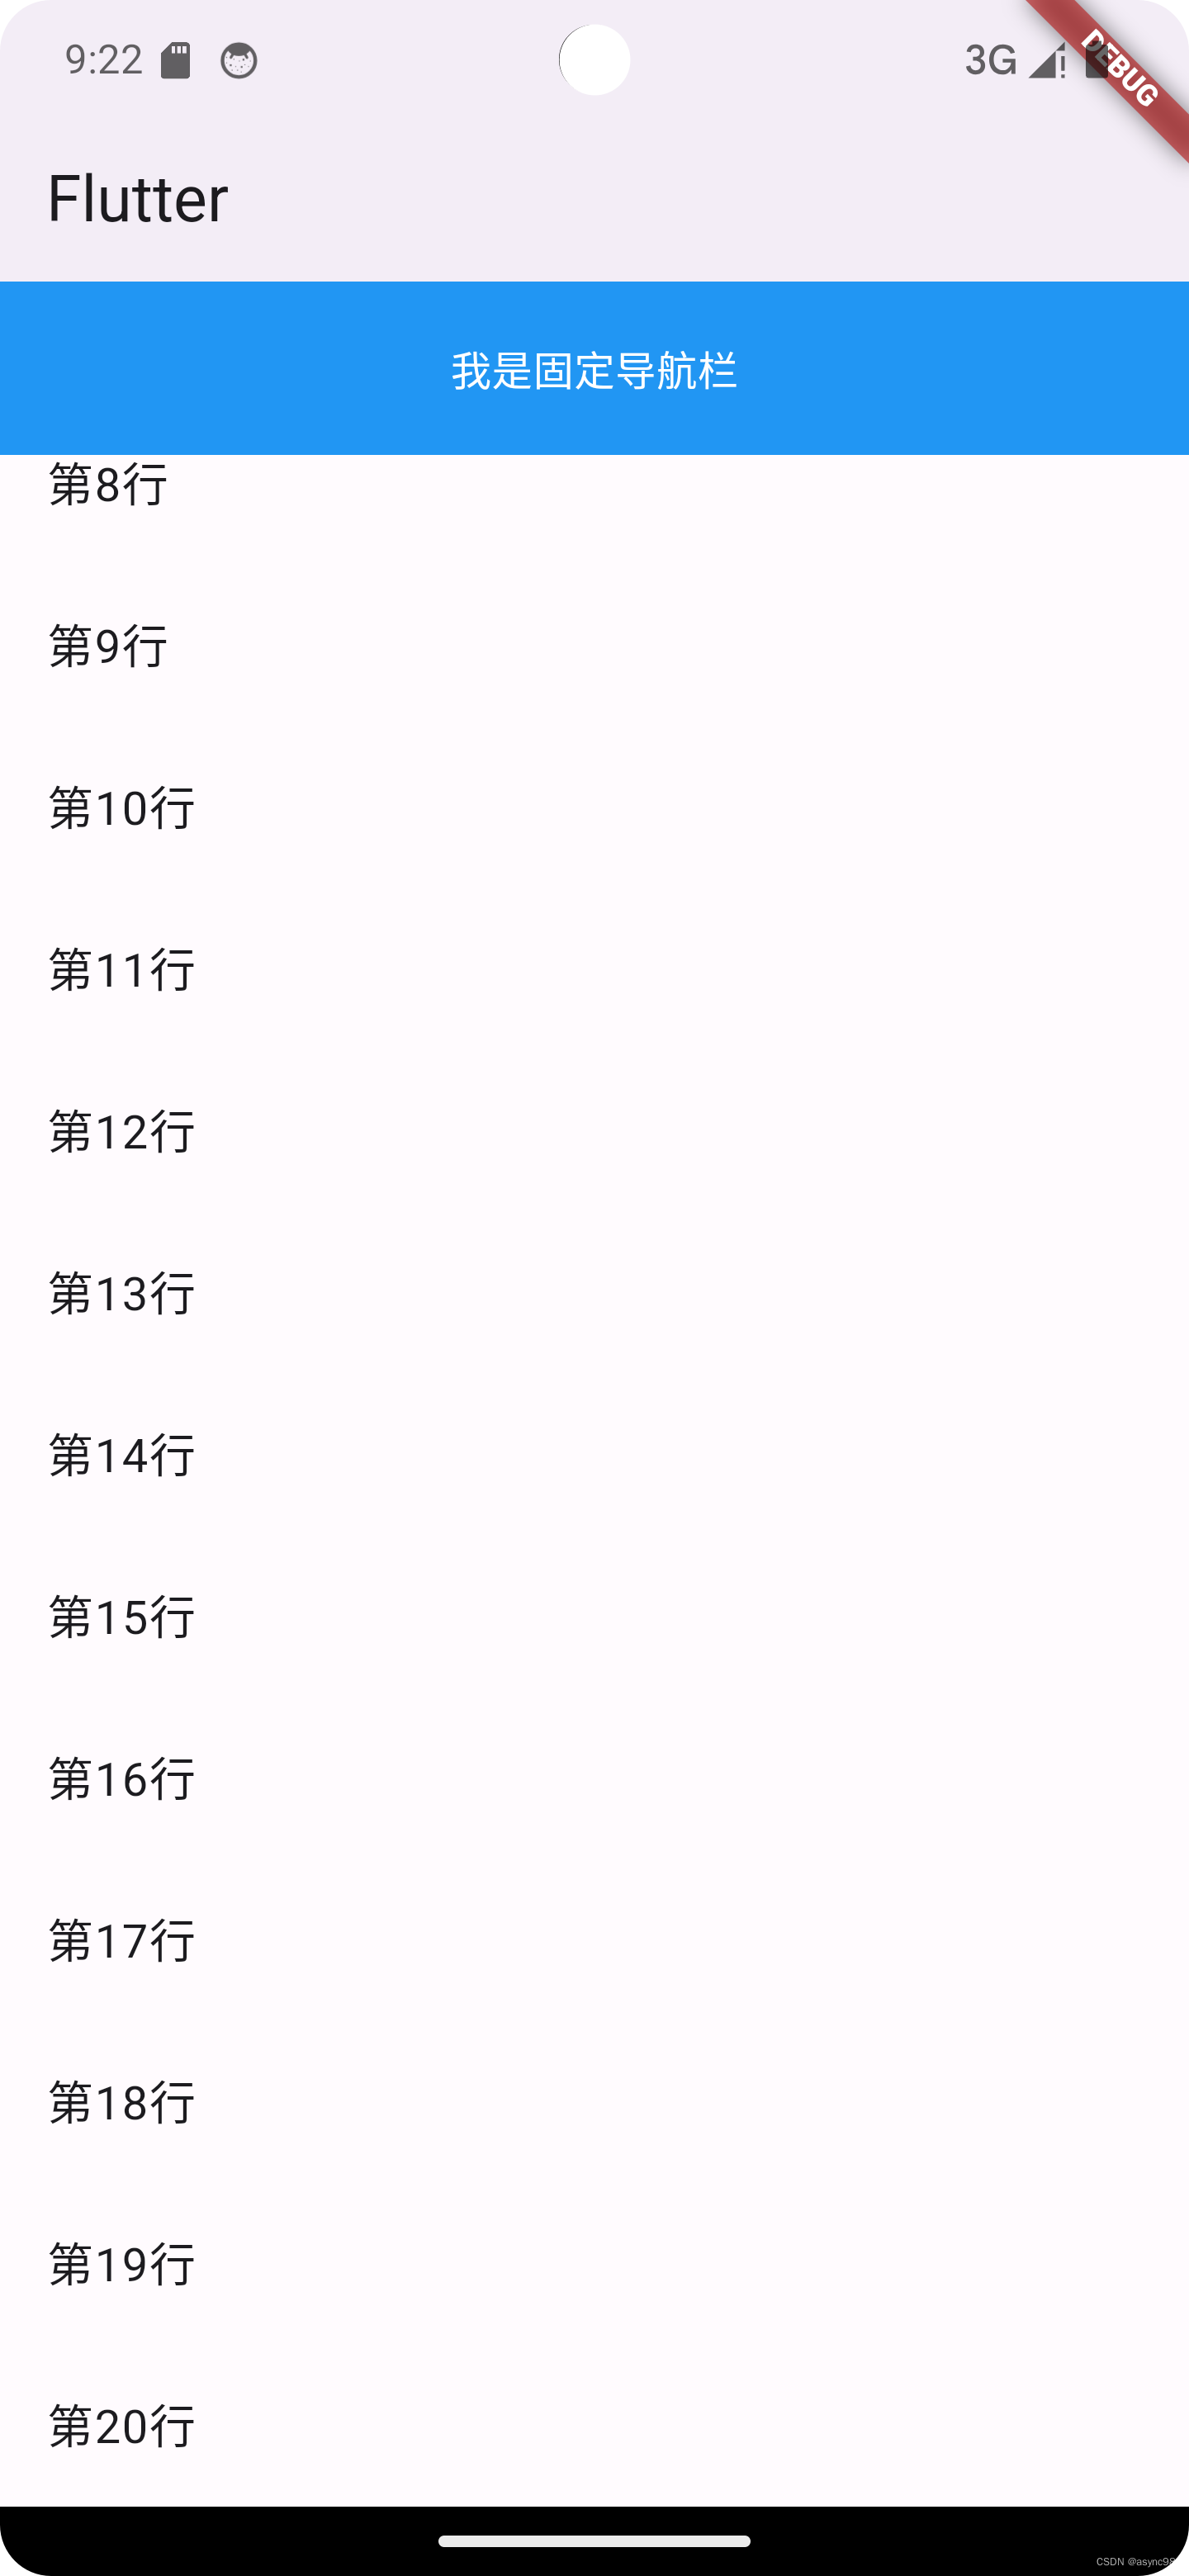 9:22
3G
DEBUG
Flutter
我是固定导航栏
第8行
第9行
第10行
第11行
第12行
第13行
第14行
第15行
第16行
第17行
第18行
第19行
第20行
CSDN @async98